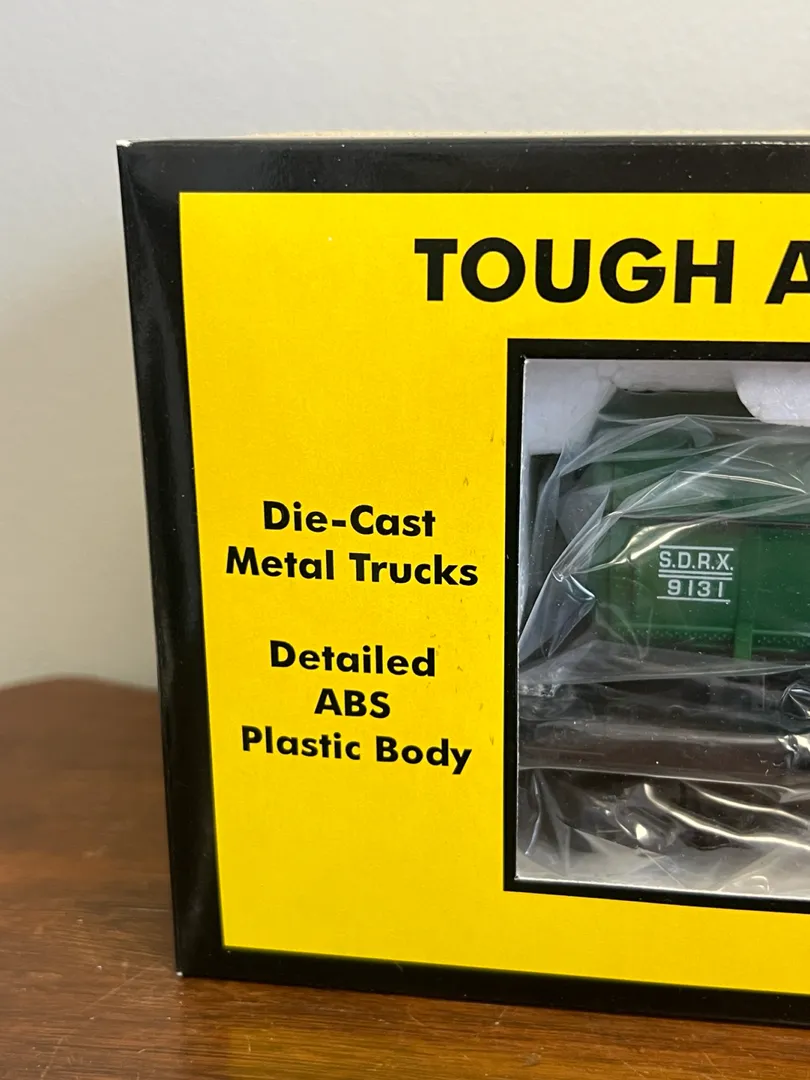 TOUGH A
Die-Cast
Metal Trucks
Detailed
ABS
Plastic Body
S.D.R.X.
9131